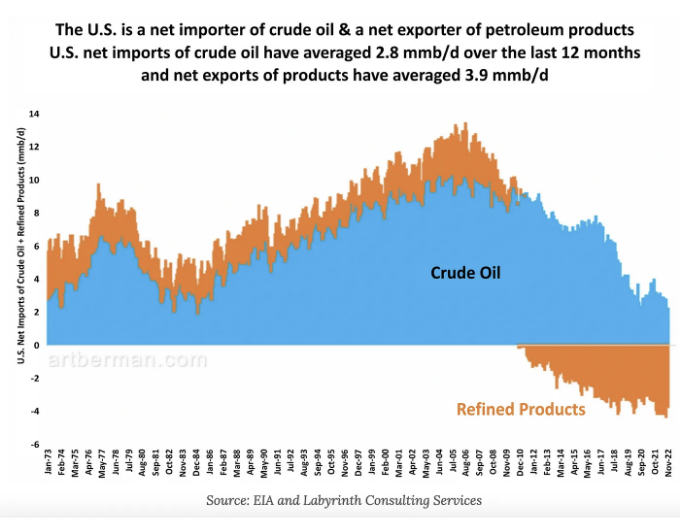 The U.S. is a net importer of crude oil & a net exporter of petroleum products
U.S. net imports of crude oil have averaged 2.8 mmb/d over the last 12 months
and net exports of products have averaged 3.9 mmb/d
U.S. Net Imports of Crude Oil + Refined Products (mmb/d)
14
12
10
8
6
4
2
0
-2
-4
-6
Crude Oil
artberman.com
Refined Products
Jan-73
Feb-74
Mar-75
Apr-76
May-77
Jun-78
Jul-79
Aug-80
Sep-81
Oct-82
Nov-83
Dec-84
Jan-86
Feb-87
Mar-88
Apr-89
May-90
Jun-91
Jul-92
Aug-93
Sep-94
Oct-95
Nov-96
Dec-97
Jan-99
Feb-00
Mar-01
Apr-02
May-03
Jun-04
Jul-05
Aug-06
Sep-07
Oct-08
Nov-09
Dec-10
Jan-12
Feb-13
Mar-14
Apr-15
May-16
Jun-17
Jul-18
Aug-19
Sep-20
Oct-21
Nov-22
Source: EIA and Labyrinth Consulting Services